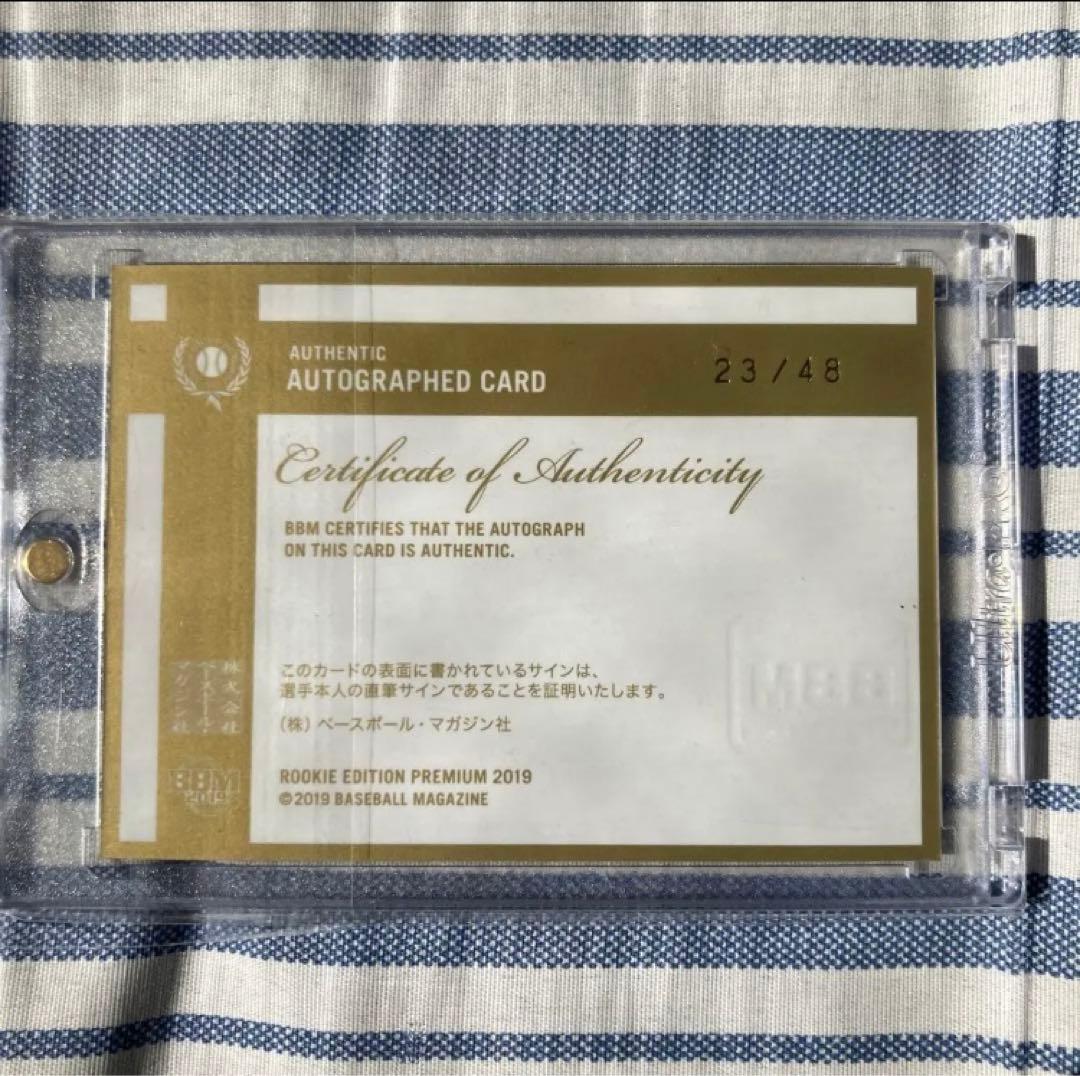 AUTHENTIC
AUTOGRAPHED CARD
23/48
Certificate of Authenticity
BBM CERTIFIES THAT THE AUTOGRAPH
ON THIS CARD IS AUTHENTIC.
このカードの表面に書かれているサインは、
選手本人の直筆サインであることを証明いたします。
(株) ベースボール・マガジン社
株式会社
ベースボール・
マガジン社
BBM
2019
ROOKIE EDITION PREMIUM 2019
©2019 BASEBALL MAGAZINE